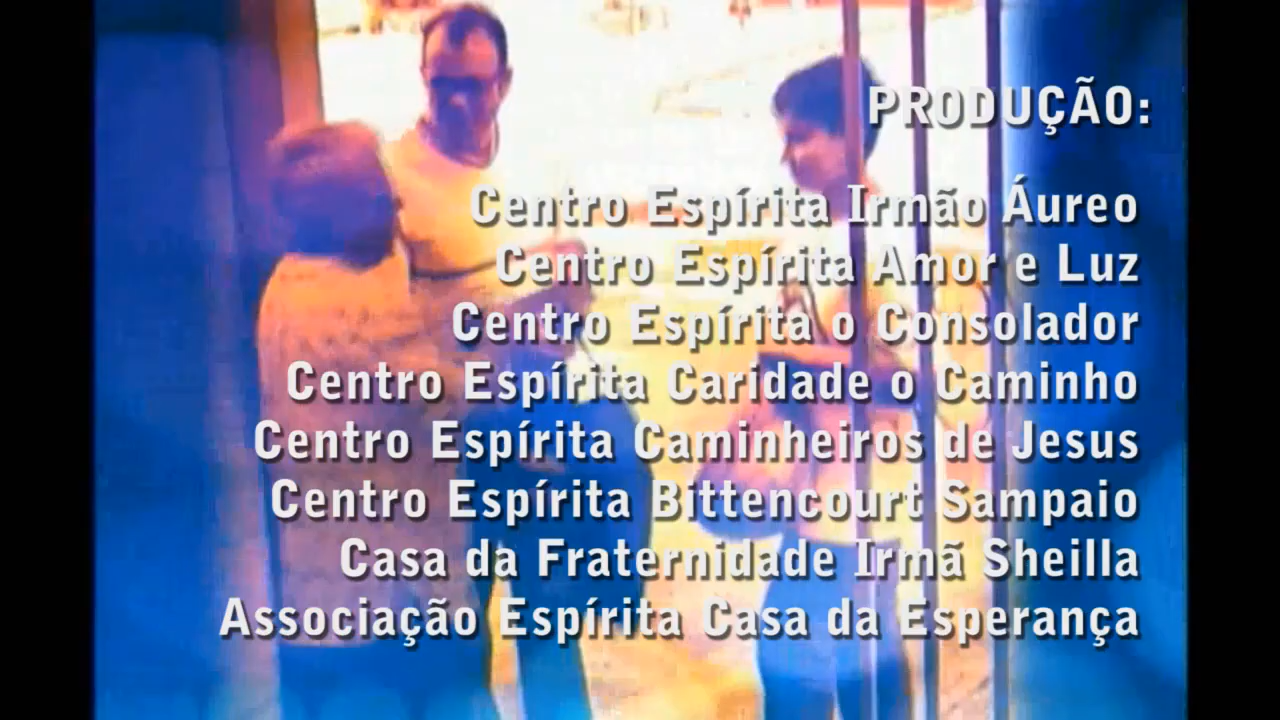 PRODUÇÃO:
Centro Espírita Irmão Áureo
Centro Espírita Amor e Luz
Centro Espírita o Consolador
Centro Espírita Caridade o Caminho
Centro Espírita Caminheiros de Jesus
Centro Espírita Bittencourt Sampaio
Casa da Fraternidade Irmã Sheilla
Associação Espírita Casa da Esperança